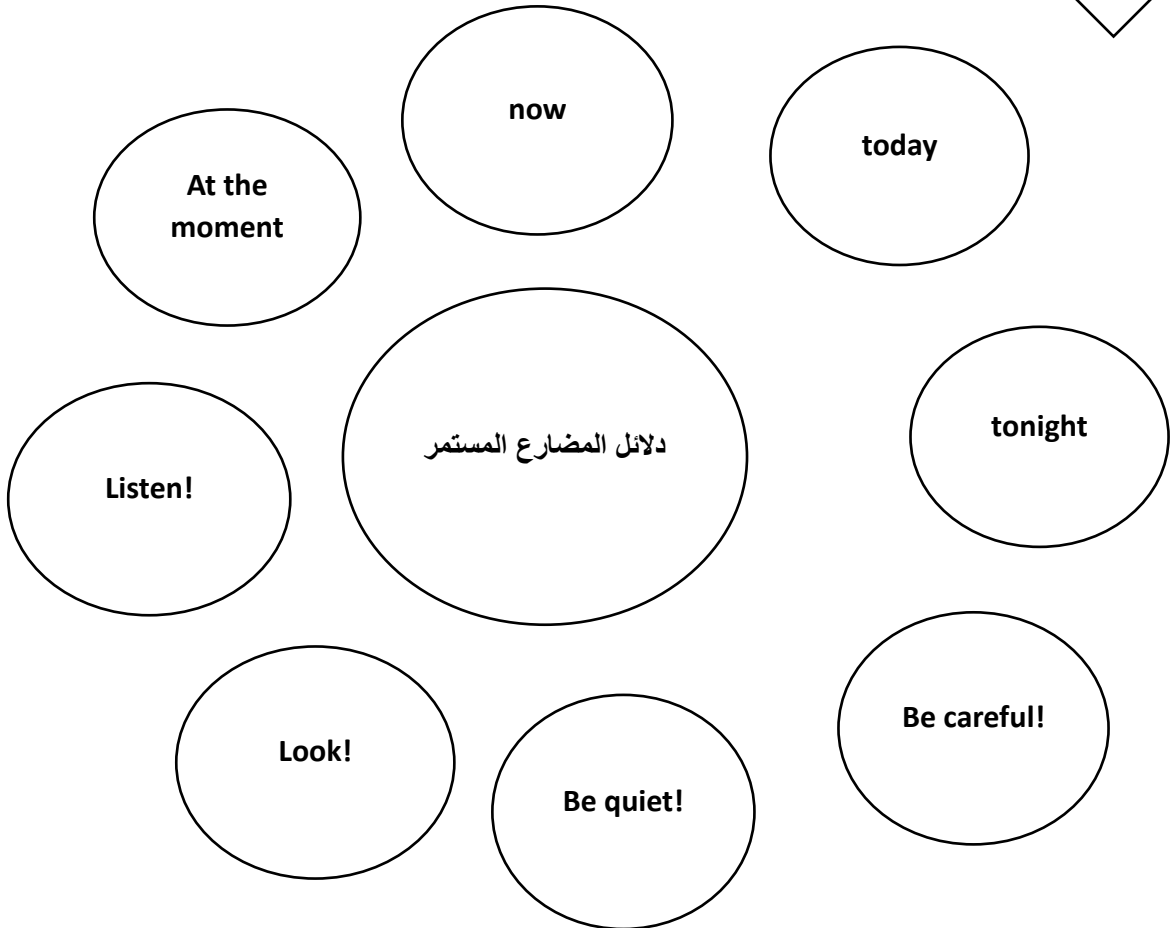 now
today
At the
moment
tonight
دلائل المضارع المستمر
Listen!
Be careful!
Look!
Be quiet!